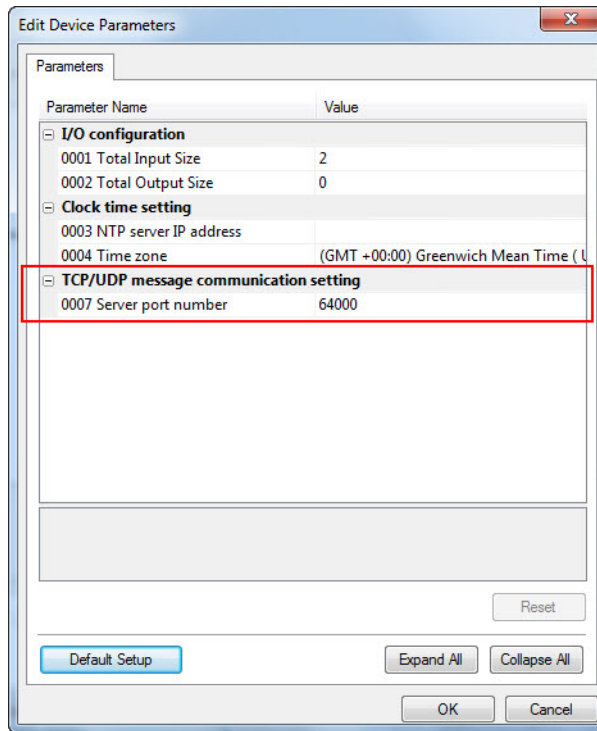 Edit Device Parameters
Parameters
Parameter Name Value
I/O configuration
0001 Total Input Size 2
0002 Total Output Size 0
Clock time setting
0003 NTP server IP address
0004 Time zone (GMT +00:00) Greenwich Mean Time ( U
TCP/UDP message communication setting
0007 Server port number 64000
Reset
Default Setup Expand All Collapse All
OK Cancel